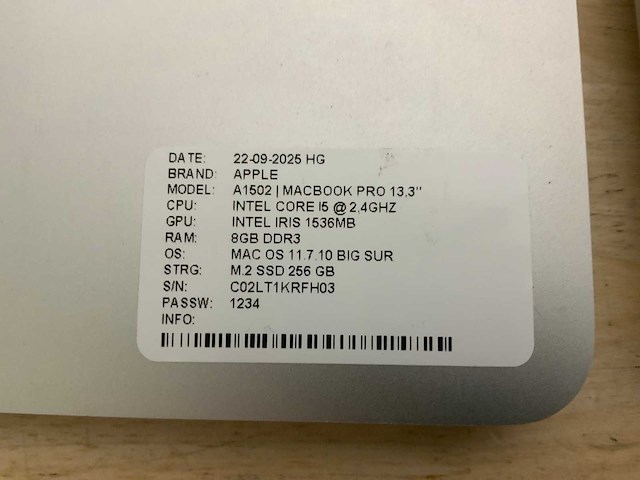 DATE: 22-09-2025 HG
BRAND: APPLE
MODEL: A1502 | MACBOOK PRO 13,3"
CPU: INTEL CORE I5 @ 2,4GHZ
GPU: INTEL IRIS 1536MB
RAM: 8GB DDR3
OS: MAC OS 11.7.10 BIG SUR
STRG: M.2 SSD 256 GB
S/N: C02LT1KRFH03
PASSW: 1234
INFO: